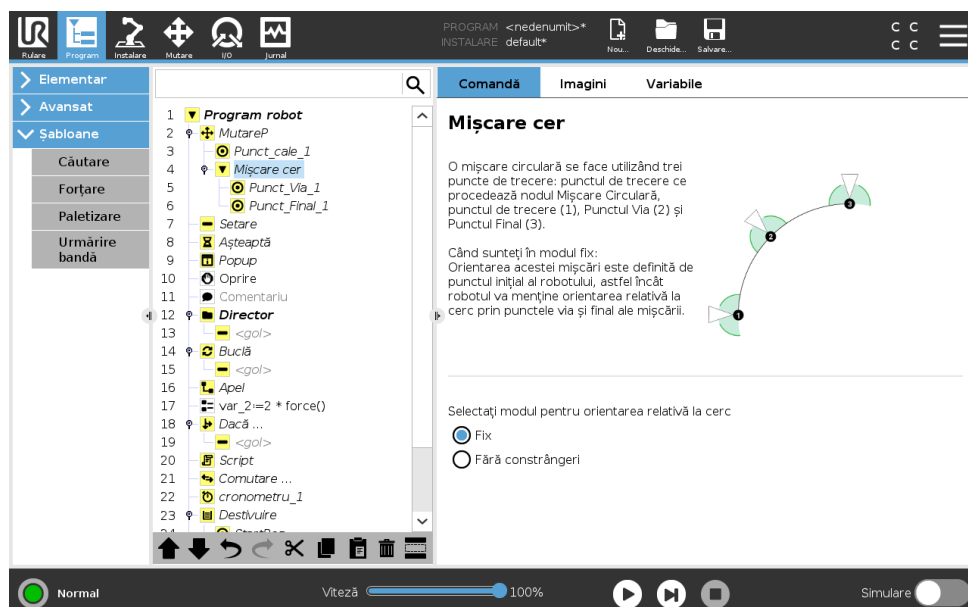 PROGRAM <nedenumit>*
INSTALARE default*
Rulare
Program
Instalare
Mutare
I/O
Jurnal
Nou...
Deschide...
Salvare...
C C
C C
Elementar
Avansat
Șabloane
Căutare
Forțare
Paletizare
Urmărire
bandă
1 Program robot
2 MutareP
3 Punct_cale_1
4 Mișcare cer
5 Punct_Via_1
6 Punct_Final_1
7 Setare
8 Așteaptă
9 Popup
10 Oprire
11 Comentariu
12 Director
13 <gol>
14 Buclă
15 <gol>
16 Apel
17 var_2≔2 * force()
18 Dacă ...
19 <gol>
20 Script
21 Comutare ...
22 cronometru_1
23 Destivuire
Comandă
Imagini
Variabile
Mișcare cer
O mișcare circulară se face utilizând trei
puncte de trecere: punctul de trecere ce
procedează nodul Mișcare Circulară,
punctul de trecere (1), Punctul Via (2) și
Punctul Final (3).
Când sunteți în modul fix:
Orientarea acestei mișcări este definită de
punctul inițial al robotului, astfel încât
robotul va menține orientarea relativă la
cerc prin punctele via și final ale mișcării.
1
2
3
Selectați modul pentru orientarea relativă la cerc
Fix
Fără constrângeri
Normal
Viteză
100%
Simulare